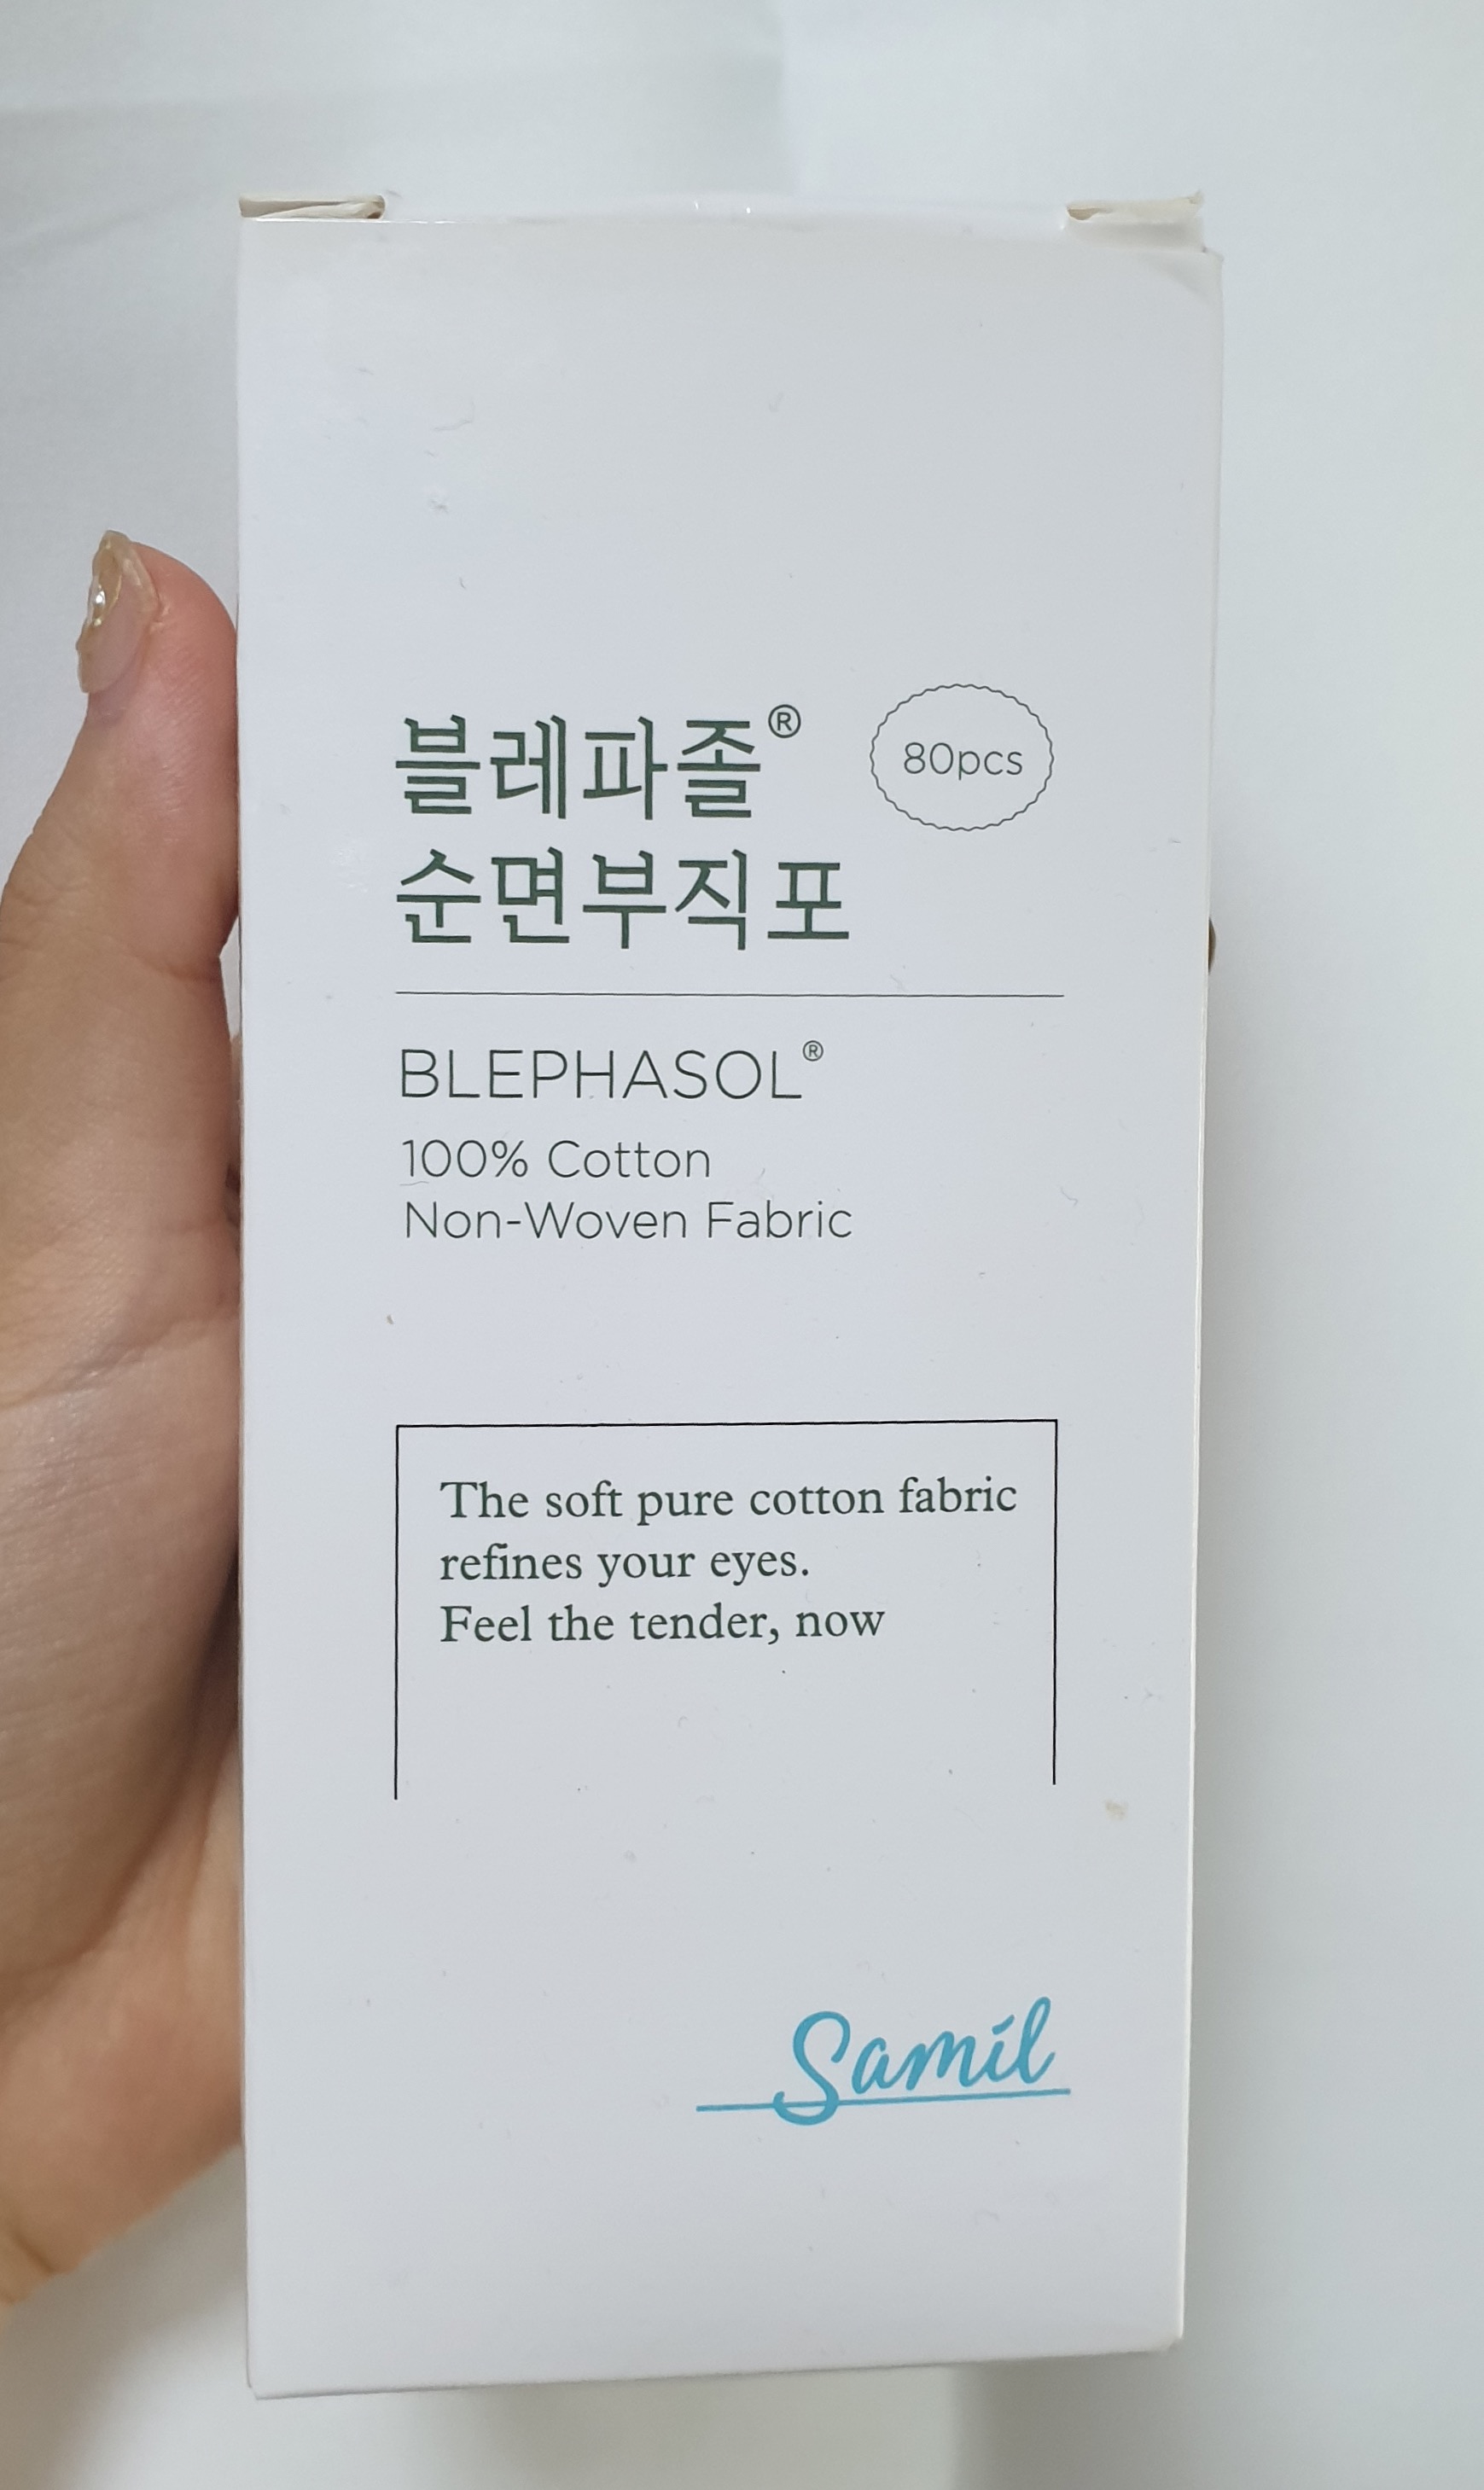 블레파졸®
80pcs
순면부직포
BLEPHASOL®
100% Cotton
Non-Woven Fabric
The soft pure cotton fabric
refines your eyes.
Feel the tender, now
Samil